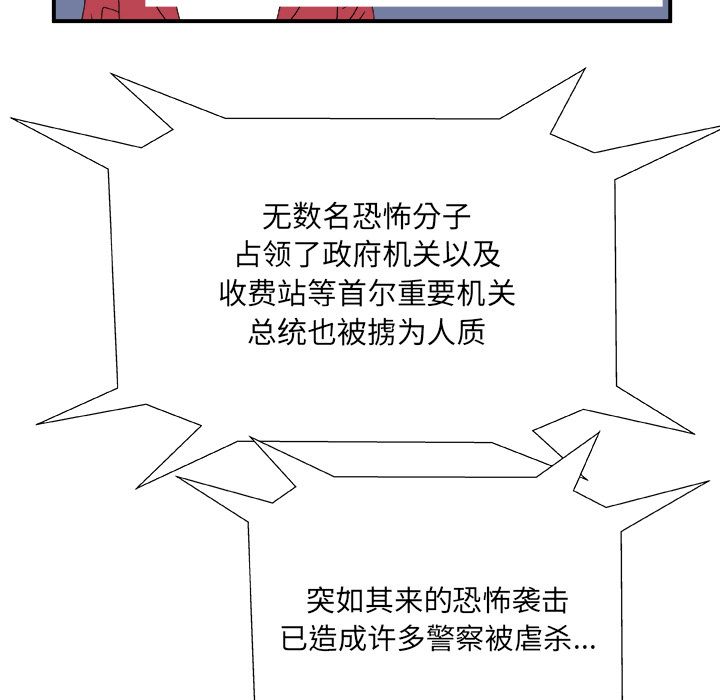 无数名恐怖分子
占领了政府机关以及
收费站等首尔重要机关
总统也被掳为人质
突如其来的恐怖袭击
已造成许多警察被虐杀...